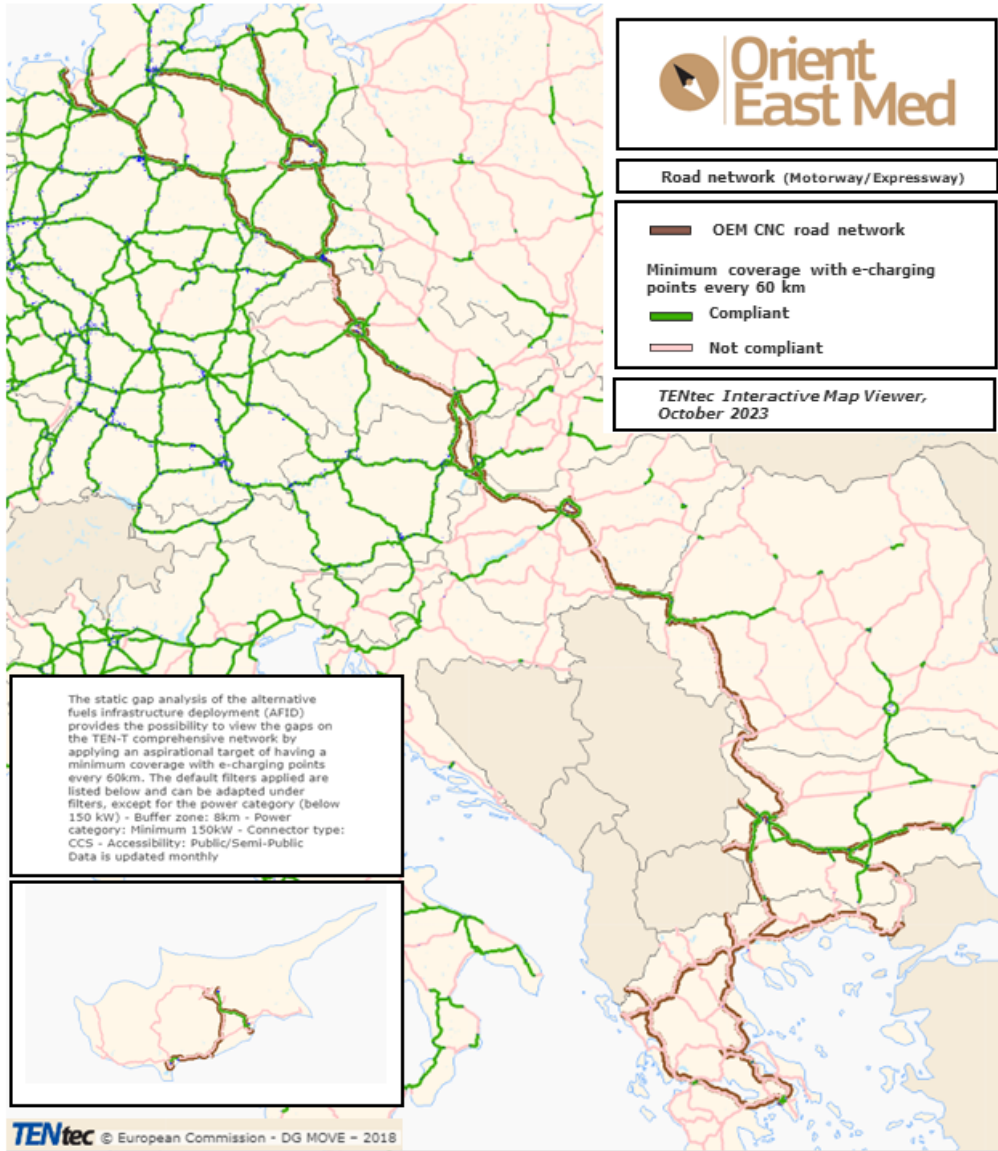 Orient
East Med
Road network (Motorway/Expressway)
OEM CNC road network
Minimum coverage with e-charging
points every 60 km
Compliant
Not compliant
TENtec Interactive Map Viewer,
October 2023
The static gap analysis of the alternative
fuels infrastructure deployment (AFID)
provides the possibility to view the gaps on
the TEN-T comprehensive network by
applying an aspirational target of having a
minimum coverage with e-charging points
every 60km. The default filters applied are
listed below and can be adapted under
filters, except for the power category (below
150 kW) - Buffer zone: 8km - Power
category: Minimum 150kW - Connector type:
CCS - Accessibility: Public/Semi-Public
Data is updated monthly
TENtec © European Commission - DG MOVE – 2018